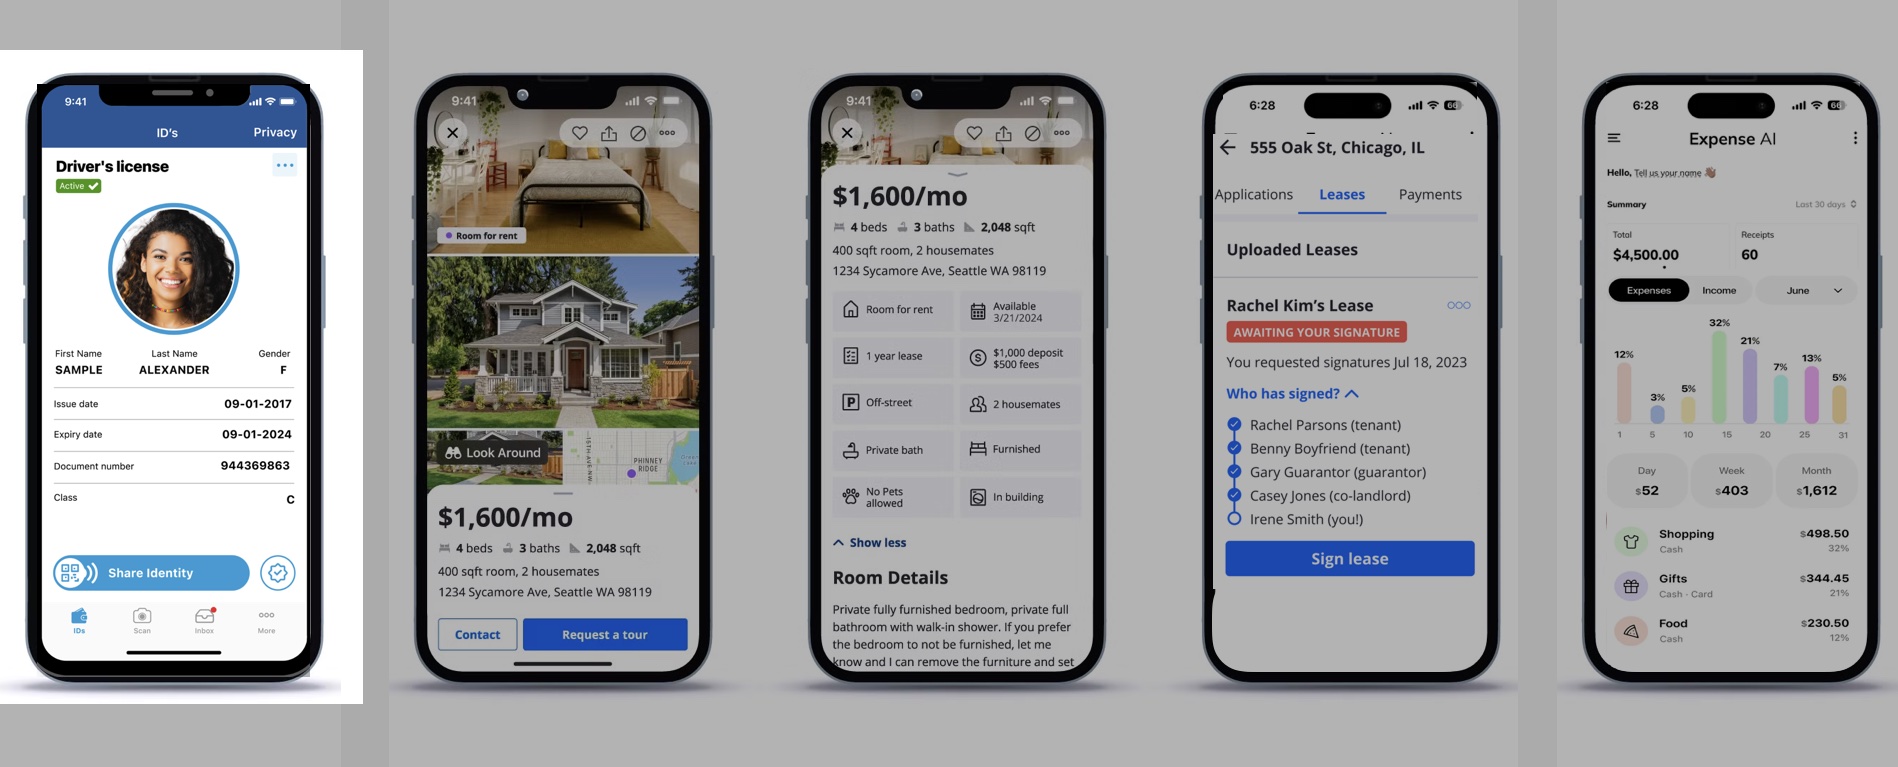 9:41
ID's
Privacy
Driver's license
Active
First Name
Last Name
Gender
SAMPLE
ALEXANDER
F
Issue date
09-01-2017
Expiry date
09-01-2024
Document number
944369863
Class
C
Share Identity
IDs
Scan
Inbox
More
9:41
Room for rent
Look Around
15TH AVE NW
PHINNEY
RIDGE
$1,600/mo
4 beds 3 baths 2,048 sqft
400 sqft room, 2 housemates
1234 Sycamore Ave, Seattle WA 98119
Contact
Request a tour
9:41
$1,600/mo
4 beds 3 baths 2,048 sqft
400 sqft room, 2 housemates
1234 Sycamore Ave, Seattle WA 98119
Room for rent
Available
3/21/2024
1 year lease
$1,000 deposit
$500 fees
P
Off-street
2 housemates
Private bath
Furnished
No Pets
allowed
In building
Show less
Room Details
Private fully furnished bedroom, private full
bathroom with walk-in shower. If you prefer
the bedroom to not be furnished, let me
know and I can remove the furniture and set
6:28
66
555 Oak St, Chicago, IL
Applications
Leases
Payments
Uploaded Leases
Rachel Kim's Lease
AWAITING YOUR SIGNATURE
You requested signatures Jul 18, 2023
Who has signed?
Rachel Parsons (tenant)
Benny Boyfriend (tenant)
Gary Guarantor (guarantor)
Casey Jones (co-landlord)
Irene Smith (you!)
Sign lease
6:28
66
Expense AI
Hello, Tell us your name 👋🏽
Summary
Last 30 days
Total
$4,500.00
Receipts
60
Expenses
Income
June
12%
3%
5%
32%
21%
7%
13%
5%
1 5 10 15 20 25 31
Day
$52
Week
$403
Month
$1,612
Shopping
$498.50
Cash
32%
Gifts
$344.45
Cash · Card
21%
Food
$230.50
Cash
12%